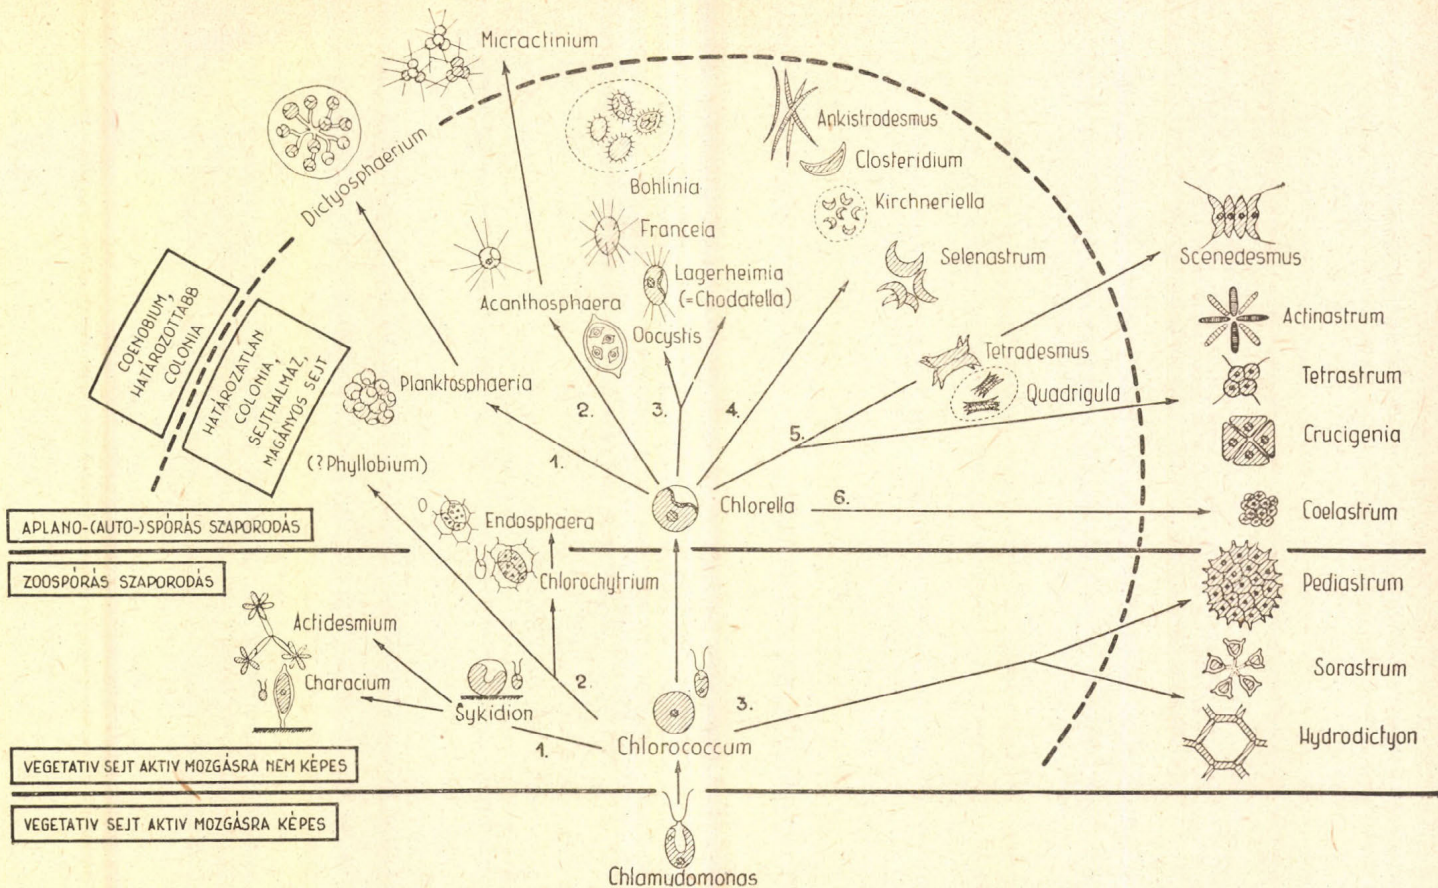 Micractinium
Ankistrodesmus
Closteridium
Bohlinia
Kirchneriella
Dictyosphaerium
Franceia
Selenastrum
Scenedesmus
Lagerheimia
(=Chodatella)
Acanthosphaera
Oocystis
Actinastrum
COENOBIUM,
HATÁROZOTTABB
COLONIA
HATÁROZATLAN
COLONIA,
SEJTHALMAZ,
MAGÁNYOS SEJT
Planktosphaeria
Tetradesmus
Quadrigula
Tetrastrum
2.
3.
4.
5.
Crucigenia
1.
(?Phyllobium)
Chlorella
6.
Coelastrum
Endosphaera
APLANO-(AUTO-)SPÓRÁS SZAPORODÁS
ZOOSPÓRÁS SZAPORODÁS
Chlorochytrium
Pediastrum
Actidesmium
Characium
2.
Sorastrum
Sykidion
3.
1.
Chlorococcum
Hydrodictyon
VEGETATIV SEJT AKTIV MOZGÁSRA NEM KÉPES
VEGETATIV SEJT AKTIV MOZGÁSRA KÉPES
Chlamydomonas